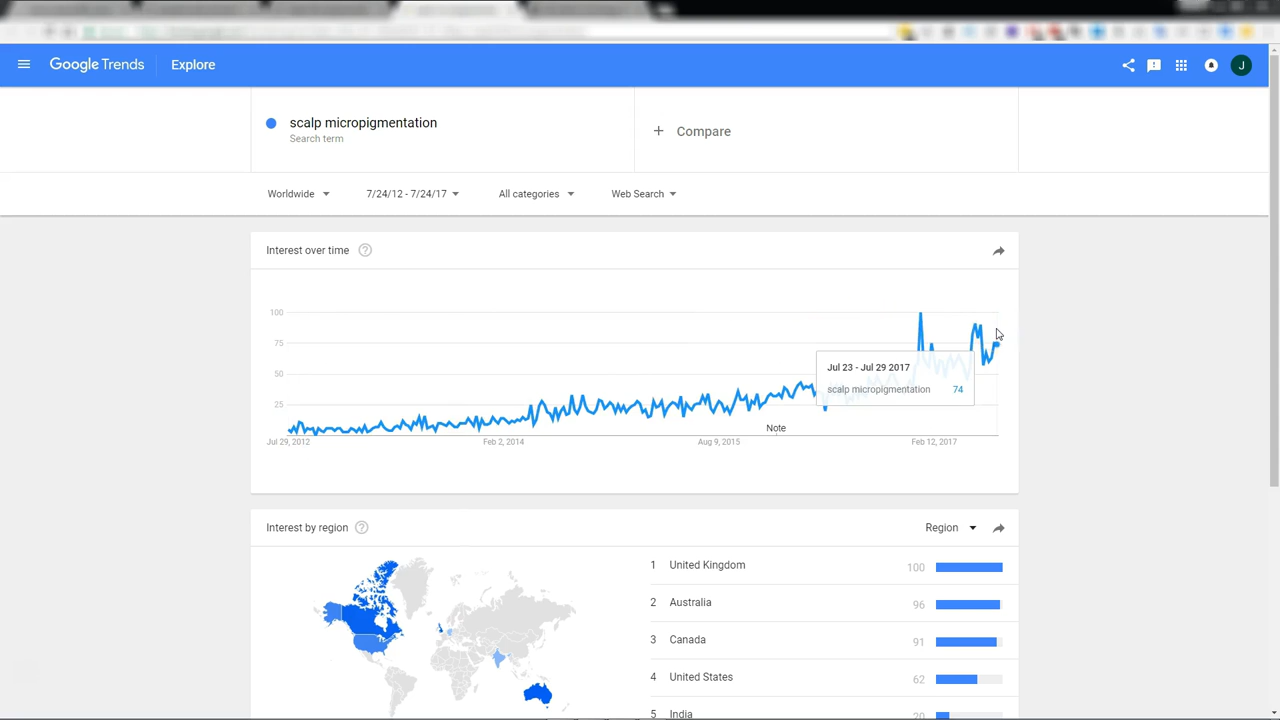 Google Trends Explore
J
scalp micropigmentation
Search term
+ Compare
Worldwide 7/24/12 - 7/24/17 All categories Web Search
Interest over time ?
100
75
50
25
Jul 23 - Jul 29 2017
scalp micropigmentation 74
Note
Jul 29, 2012 Feb 2, 2014 Aug 9, 2015 Feb 12, 2017
Interest by region ? Region
1 United Kingdom 100
2 Australia 96
3 Canada 91
4 United States 62
5 India 20